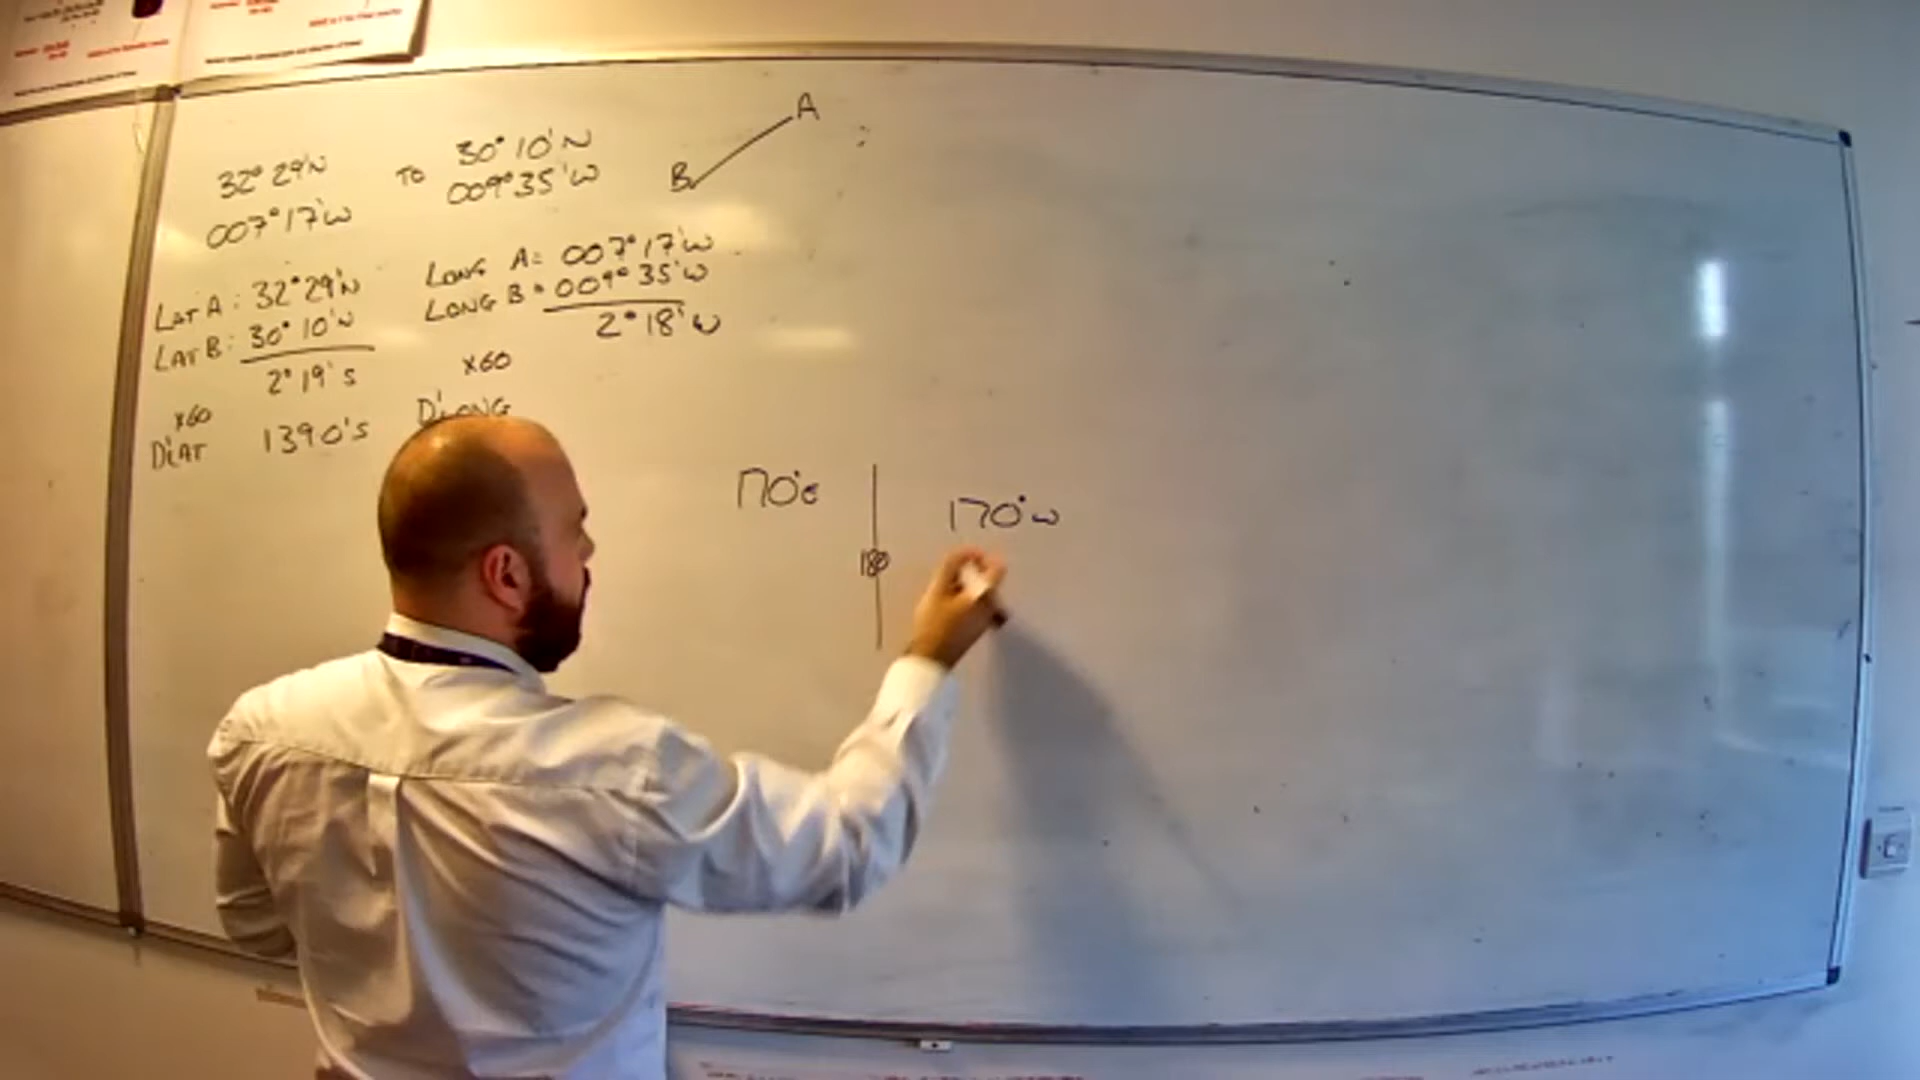 A
B
32°29'N TO 30°10'N
007°17'W 009°35'W
LAT A: 32°29'N
LAT B: 30°10'N
2°19'S
x60
D'LAT 1390'S
LONG A= 007°17'W
LONG B= 009°35'W
2°18'W
x60
D'LONG
170°E 180 170°W